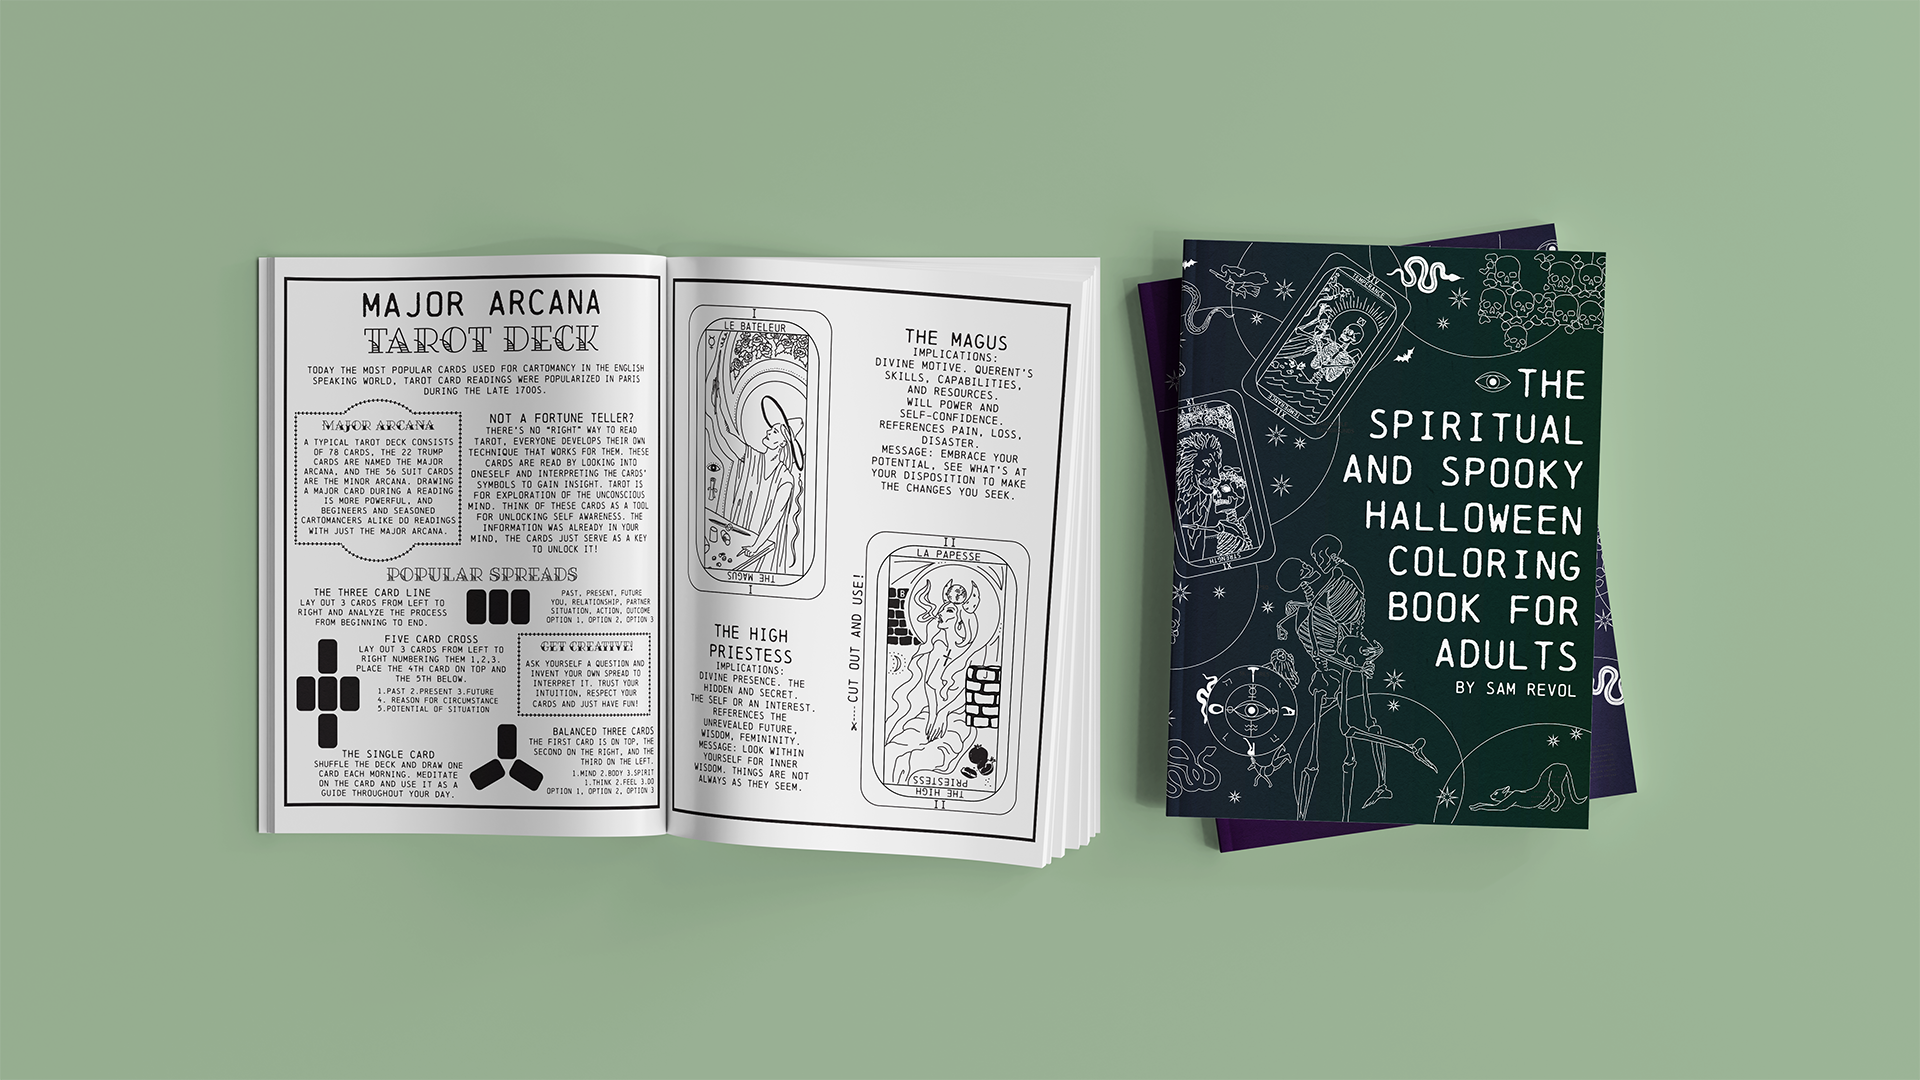 MAJOR ARCANA
TAROT DECK
TODAY THE MOST POPULAR CARDS USED FOR CARTOMANCY IN THE ENGLISH
SPEAKING WORLD, TAROT CARD READINGS WERE POPULARIZED IN PARIS
DURING THE LATE 1700S.
MAJOR ARCANA
A TYPICAL TAROT DECK CONSISTS
OF 78 CARDS, THE 22 TRUMP
CARDS ARE NAMED THE MAJOR
ARCANA, AND THE 56 SUIT CARDS
ARE THE MINOR ARCANA. DRAWING
A MAJOR CARD DURING A READING
IS MORE POWERFUL, AND
BEGINEERS AND SEASONED
CARTOMANCERS ALIKE DO READINGS
WITH JUST THE MAJOR ARCANA.
NOT A FORTUNE TELLER?
THERE'S NO "RIGHT" WAY TO READ
TAROT, EVERYONE DEVELOPS THEIR OWN
TECHNIQUE THAT WORKS FOR THEM. THESE
CARDS ARE READ BY LOOKING INTO
ONESELF AND INTERPRETING THE CARDS'
SYMBOLS TO GAIN INSIGHT. TAROT IS
FOR EXPLORATION OF THE UNCONSCIOUS
MIND. THINK OF THESE CARDS AS A TOOL
FOR UNLOCKING SELF AWARENESS. THE
INFORMATION WAS ALREADY IN YOUR
MIND, THE CARDS JUST SERVE AS A KEY
TO UNLOCK IT!
POPULAR SPREADS
THE THREE CARD LINE
LAY OUT 3 CARDS FROM LEFT TO
RIGHT AND ANALYZE THE PROCESS
FROM BEGINNING TO END.
PAST, PRESENT, FUTURE
YOU, RELATIONSHIP, PARTNER
SITUATION, ACTION, OUTCOME
OPTION 1, OPTION 2, OPTION 3
FIVE CARD CROSS
LAY OUT 3 CARDS FROM LEFT TO
RIGHT NUMBERING THEM 1,2,3.
PLACE THE 4TH CARD ON TOP AND
THE 5TH BELOW.
1.PAST 2.PRESENT 3.FUTURE
4. REASON FOR CIRCUMSTANCE
5.POTENTIAL OF SITUATION
GET CREATIVE!
ASK YOURSELF A QUESTION AND
INVENT YOUR OWN SPREAD TO
INTERPRET IT. TRUST YOUR
INTUITION, RESPECT YOUR
CARDS AND JUST HAVE FUN!
THE SINGLE CARD
SHUFFLE THE DECK AND DRAW ONE
CARD EACH MORNING. MEDITATE
ON THE CARD AND USE IT AS A
GUIDE THROUGHOUT YOUR DAY.
BALANCED THREE CARDS
THE FIRST CARD IS ON TOP, THE
SECOND ON THE RIGHT, AND THE
THIRD ON THE LEFT.
1.MIND 2.BODY 3.SPIRIT
1.THINK 2.FEEL 3.DO
OPTION 1, OPTION 2, OPTION 3
I
LE BATELEUR
THE MAGUS
I
THE MAGUS
IMPLICATIONS:
DIVINE MOTIVE. QUERENT'S
SKILLS, CAPABILITIES,
AND RESOURCES.
WILL POWER AND
SELF-CONFIDENCE.
REFERENCES PAIN, LOSS,
DISASTER.
MESSAGE: EMBRACE YOUR
POTENTIAL, SEE WHAT'S AT
YOUR DISPOSITION TO MAKE
THE CHANGES YOU SEEK.
THE HIGH
PRIESTESS
IMPLICATIONS:
DIVINE PRESENCE. THE
HIDDEN AND SECRET.
THE SELF OR AN INTEREST.
REFERENCES THE
UNREVEALED FUTURE,
WISDOM, FEMININITY.
MESSAGE: LOOK WITHIN
YOURSELF FOR INNER
WISDOM. THINGS ARE NOT
ALWAYS AS THEY SEEM.
CUT OUT AND USE!
II
LA PAPESSE
B
THE HIGH
PRIESTESS
II
XIV
TEMPERANCE
TEMPERANCE
XIV
XI
LA FORCE
STRENGTH
XI
THE
SPIRITUAL
AND SPOOKY
HALLOWEEN
COLORING
BOOK FOR
ADULTS
BY SAM REVOL